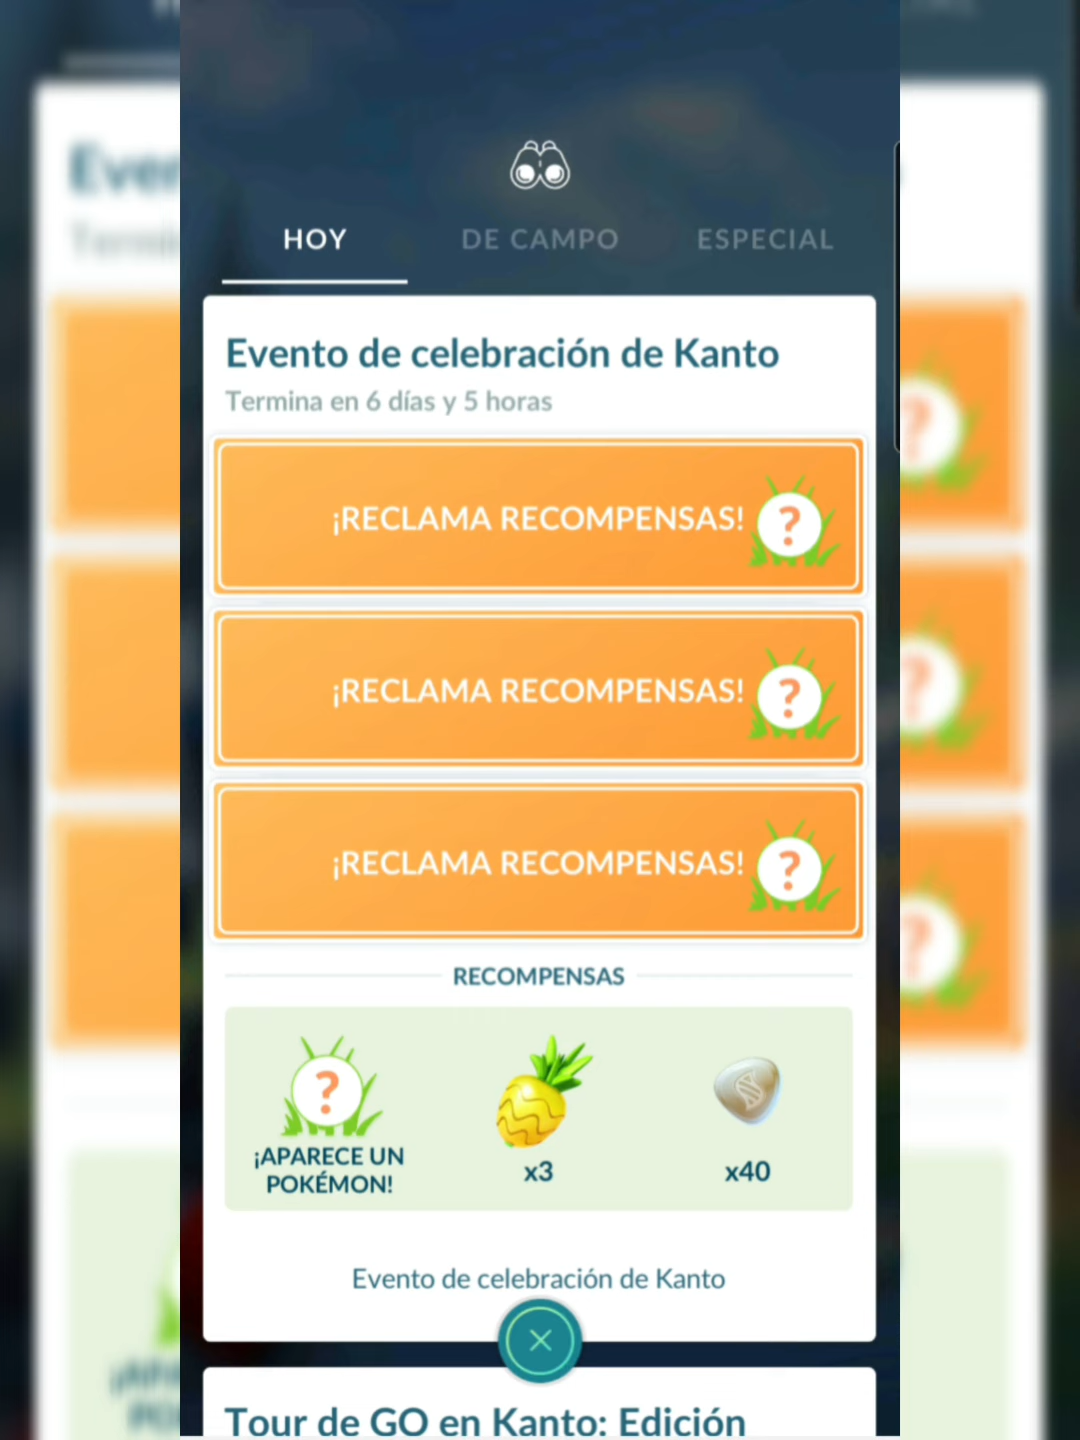 HOY
DE CAMPO
ESPECIAL
Evento de celebración de Kanto
Termina en 6 días y 5 horas
¡RECLAMA RECOMPENSAS!
?
¡RECLAMA RECOMPENSAS!
?
¡RECLAMA RECOMPENSAS!
?
RECOMPENSAS
?
¡APARECE UN
POKÉMON!
x3
x40
Evento de celebración de Kanto
Tour de GO en Kanto: Edición